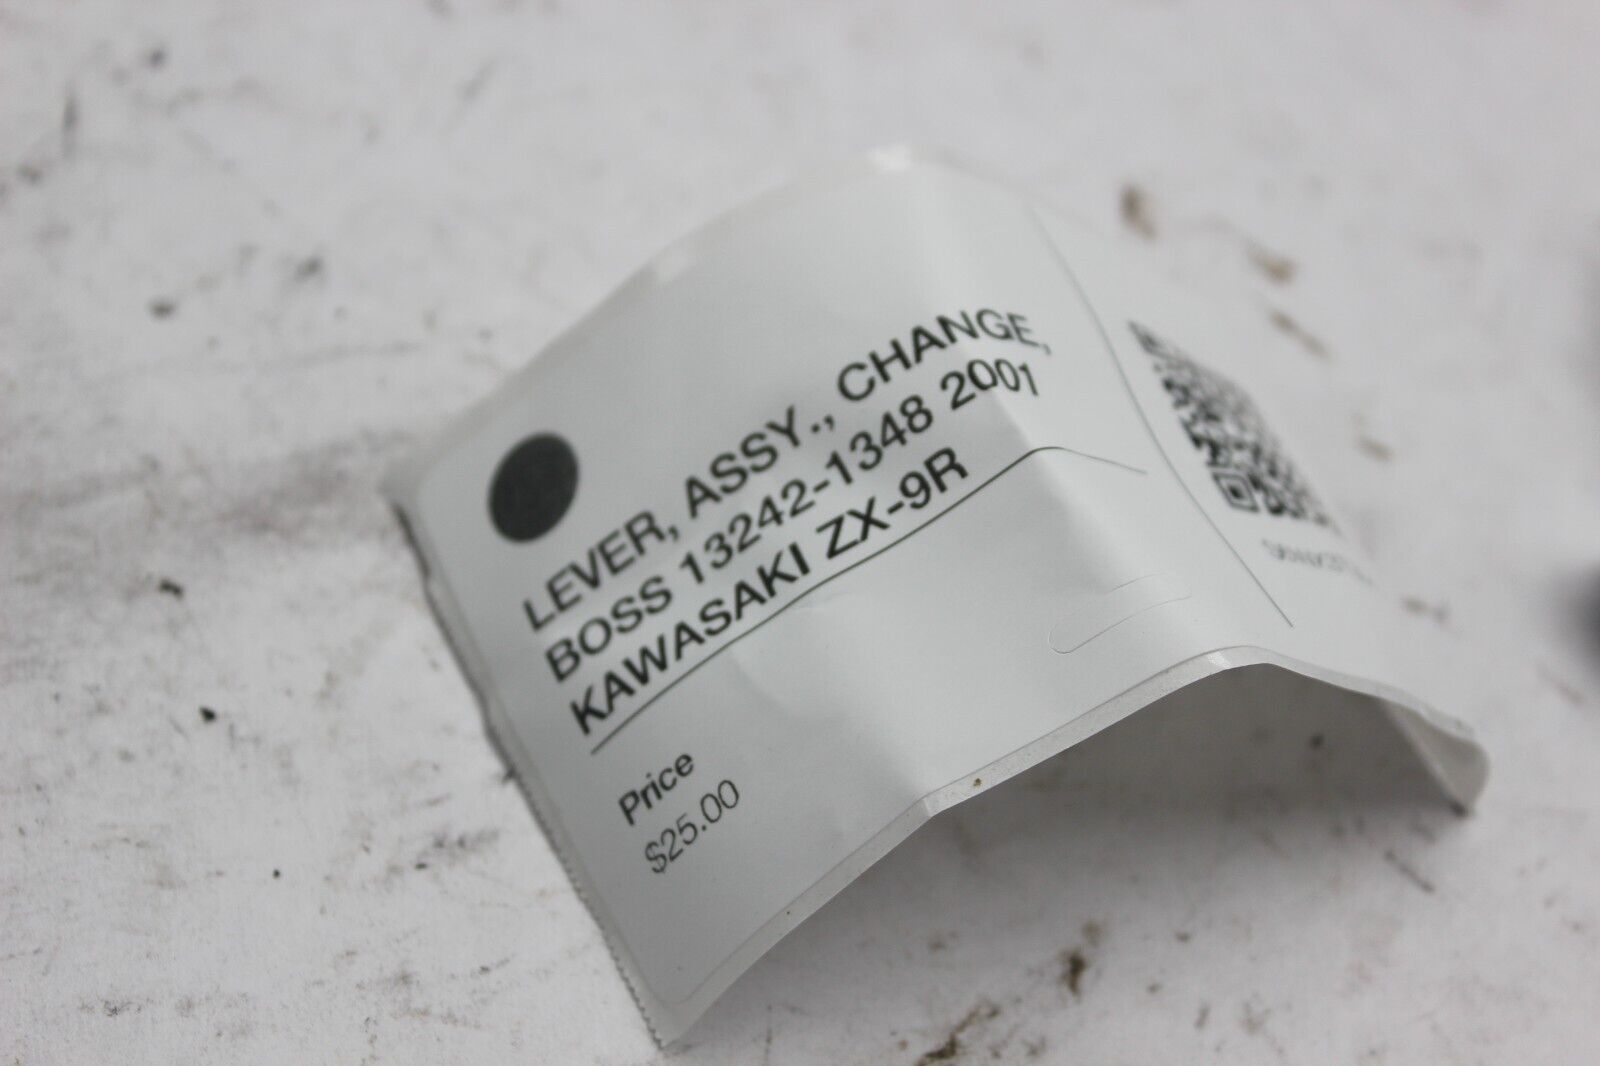 LEVER, ASSY., CHANGE,
BOSS 13242-1348 2001
KAWASAKI ZX-9R
Price
$25.00